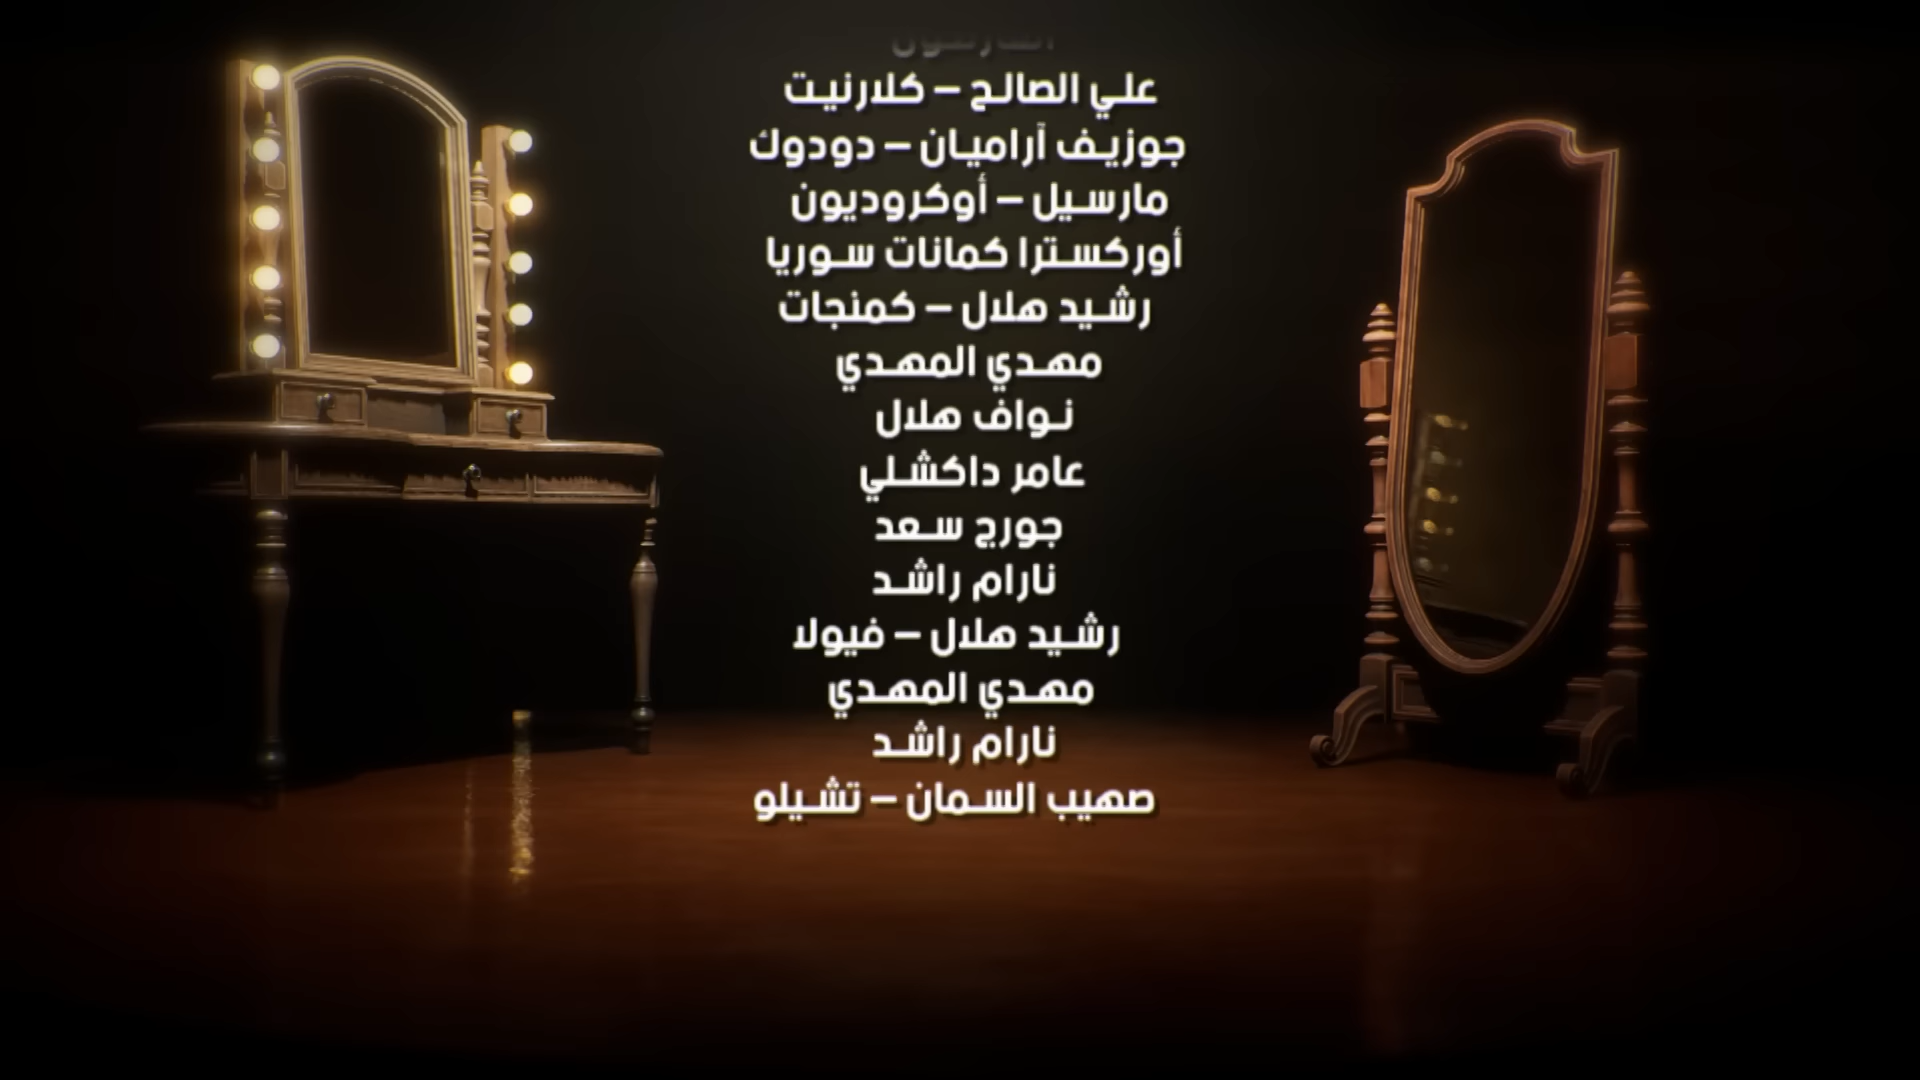 العازفون
علي الصالح – كلارنيت
جوزيف آراميان – دودوك
مارسيل – أوكروديون
أوركسترا كمانات سوريا
رشيد هلال – كمنجات
مهدي المهدي
نواف هلال
عامر داكشلي
جورج سعد
نارام راشد
رشيد هلال – فيولا
مهدي المهدي
نارام راشد
صهيب السمان – تشيلو